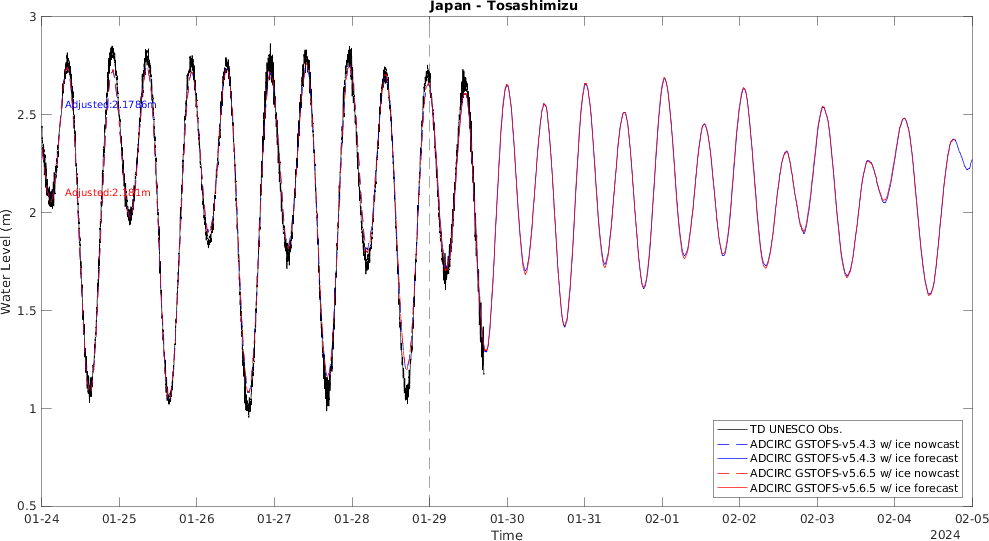 Japan - Tosashimizu
3
2.5
2
1.5
1
0.5
Water Level (m)
Adjusted:2.1786m
Adjusted:2.181m
TD UNESCO Obs.
ADCIRC GSTOFS-v5.4.3 w/ ice nowcast
ADCIRC GSTOFS-v5.4.3 w/ ice forecast
ADCIRC GSTOFS-v5.6.5 w/ ice nowcast
ADCIRC GSTOFS-v5.6.5 w/ ice forecast
01-24 01-25 01-26 01-27 01-28 01-29 01-30 01-31 02-01 02-02 02-03 02-04 02-05
Time
2024